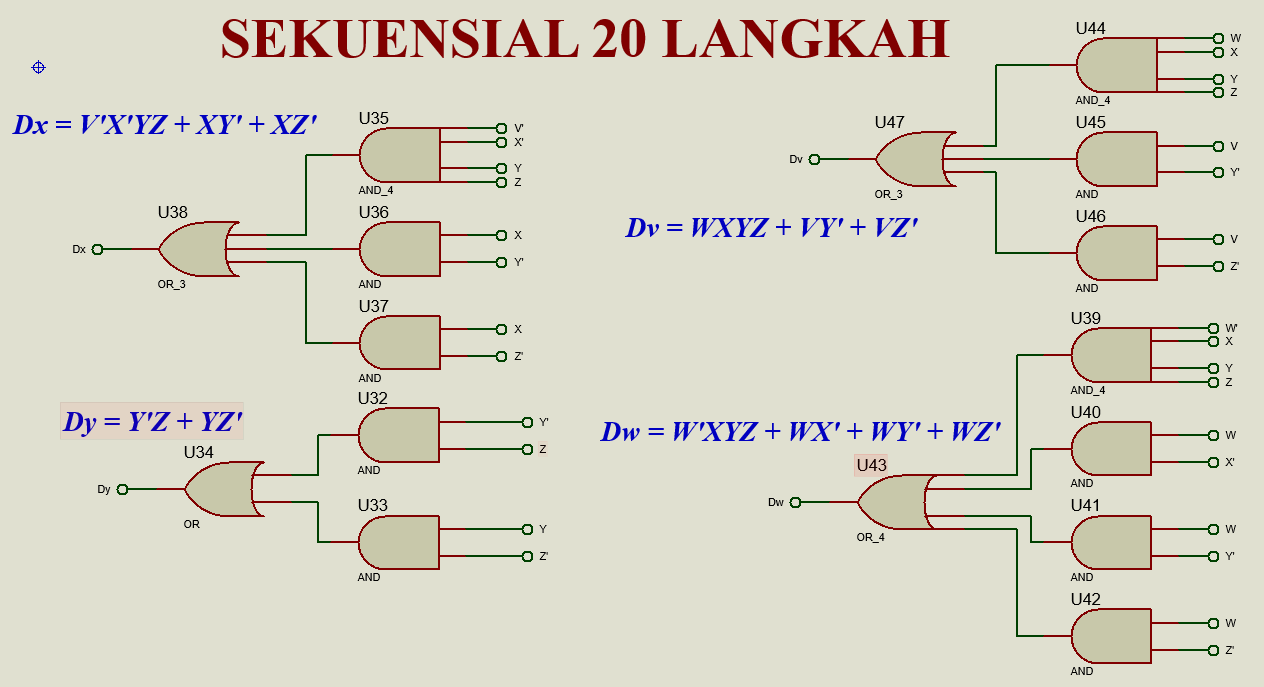 SEKUENSIAL 20 LANGKAH
Dx = V'X'YZ + XY' + XZ'
U35
V'
X'
Y
Z
AND_4
U38
Dx
OR_3
U36
X
Y'
AND
U37
X
Z'
AND
Dy = Y'Z + YZ'
U32
Y'
Z
AND
U34
Dy
OR
U33
Y
Z'
AND
U44
W
X
Y
Z
AND_4
U47
Dv
OR_3
U45
V
Y'
AND
Dv = WXYZ + VY' + VZ'
U46
V
Z'
AND
U39
W'
X
Y
Z
AND_4
Dw = W'XYZ + WX' + WY' + WZ'
U40
W
X'
AND
U43
Dw
OR_4
U41
W
Y'
AND
U42
W
Z'
AND